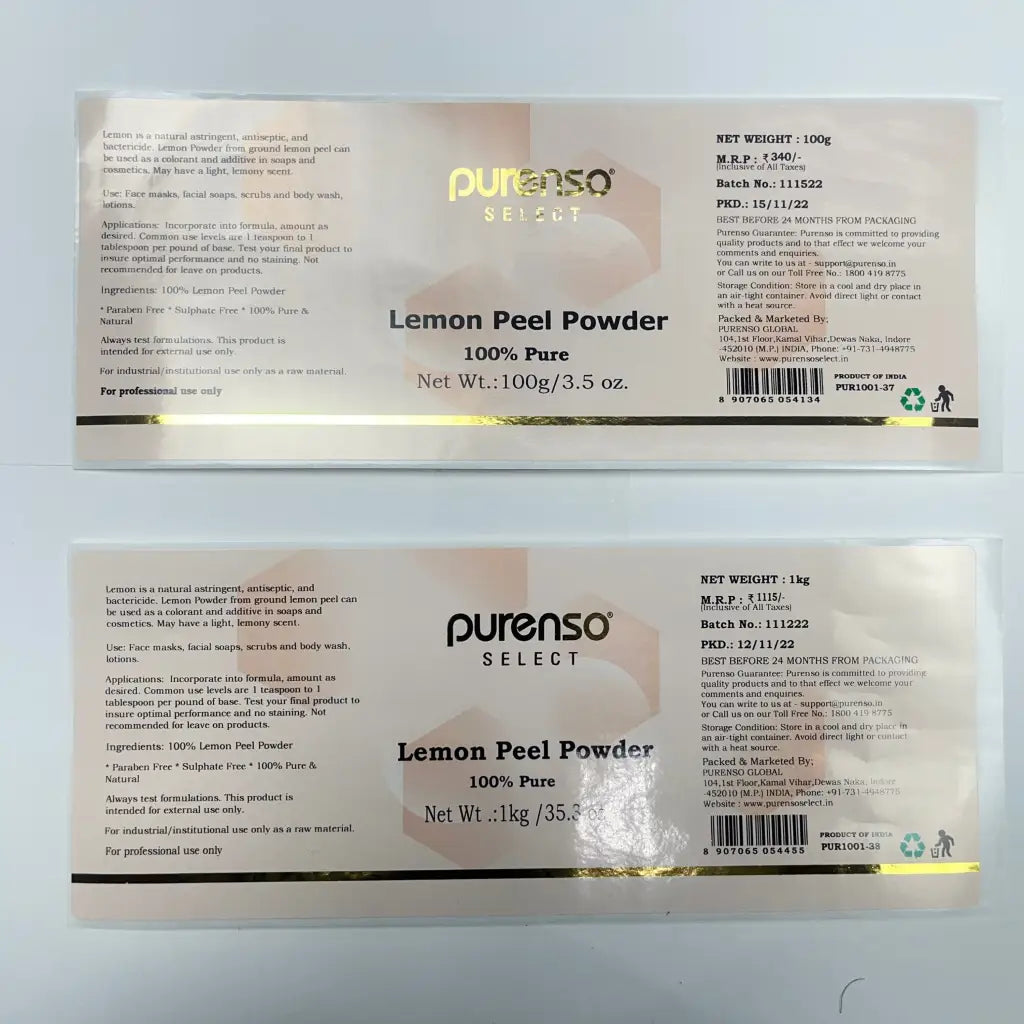 Lemon is a natural astringent, antiseptic, and
bactericide. Lemon Powder from ground lemon peel can
be used as a colorant and additive in soaps and
cosmetics. May have a light, lemony scent.
Use: Face masks, facial soaps, scrubs and body wash,
lotions.
Applications: Incorporate into formula, amount as
desired. Common use levels are 1 teaspoon to 1
tablespoon per pound of base. Test your final product to
insure optimal performance and no staining. Not
recommended for leave on products.
Ingredients: 100% Lemon Peel Powder
* Paraben Free * Sulphate Free * 100% Pure &
Natural
Always test formulations. This product is
intended for external use only.
For industrial/institutional use only as a raw material.
For professional use only
purenso®
SELECT
Lemon Peel Powder
100% Pure
Net Wt.:100g/3.5 oz.
NET WEIGHT : 100g
M.R.P : ₹ 340/-
(Inclusive of All Taxes)
Batch No.: 111522
PKD.: 15/11/22
BEST BEFORE 24 MONTHS FROM PACKAGING
Purenso Guarantee: Purenso is committed to providing
quality products and to that effect we welcome your
comments and enquiries.
You can write to us at - support@purenso.in
or Call us on our Toll Free No.: 1800 419 8775
Storage Condition: Store in a cool and dry place in
an air-tight container. Avoid direct light or contact
with a heat source.
Packed & Marketed By;
PURENSO GLOBAL
104,1st Floor,Kamal Vihar,Dewas Naka, Indore
-452010 (M.P.) INDIA, Phone: +91-731-4948775
Website : www.purensoselect.in
8 907065 054134
PRODUCT OF INDIA
PUR1001-37
Lemon is a natural astringent, antiseptic, and
bactericide. Lemon Powder from ground lemon peel can
be used as a colorant and additive in soaps and
cosmetics. May have a light, lemony scent.
Use: Face masks, facial soaps, scrubs and body wash,
lotions.
Applications: Incorporate into formula, amount as
desired. Common use levels are 1 teaspoon to 1
tablespoon per pound of base. Test your final product to
insure optimal performance and no staining. Not
recommended for leave on products.
Ingredients: 100% Lemon Peel Powder
* Paraben Free * Sulphate Free * 100% Pure &
Natural
Always test formulations. This product is
intended for external use only.
For industrial/institutional use only as a raw material.
For professional use only
purenso®
SELECT
Lemon Peel Powder
100% Pure
Net Wt .:1kg /35.3 oz.
NET WEIGHT : 1kg
M.R.P : ₹ 1115/-
(Inclusive of All Taxes)
Batch No.: 111222
PKD.: 12/11/22
BEST BEFORE 24 MONTHS FROM PACKAGING
Purenso Guarantee: Purenso is committed to providing
quality products and to that effect we welcome your
comments and enquiries.
You can write to us at - support@purenso.in
or Call us on our Toll Free No.: 1800 419 8775
Storage Condition: Store in a cool and dry place in
an air-tight container. Avoid direct light or contact
with a heat source.
Packed & Marketed By;
PURENSO GLOBAL
104,1st Floor,Kamal Vihar,Dewas Naka, Indore
-452010 (M.P.) INDIA, Phone: +91-731-4948775
Website : www.purensoselect.in
8 907065 054455
PRODUCT OF INDIA
PUR1001-38